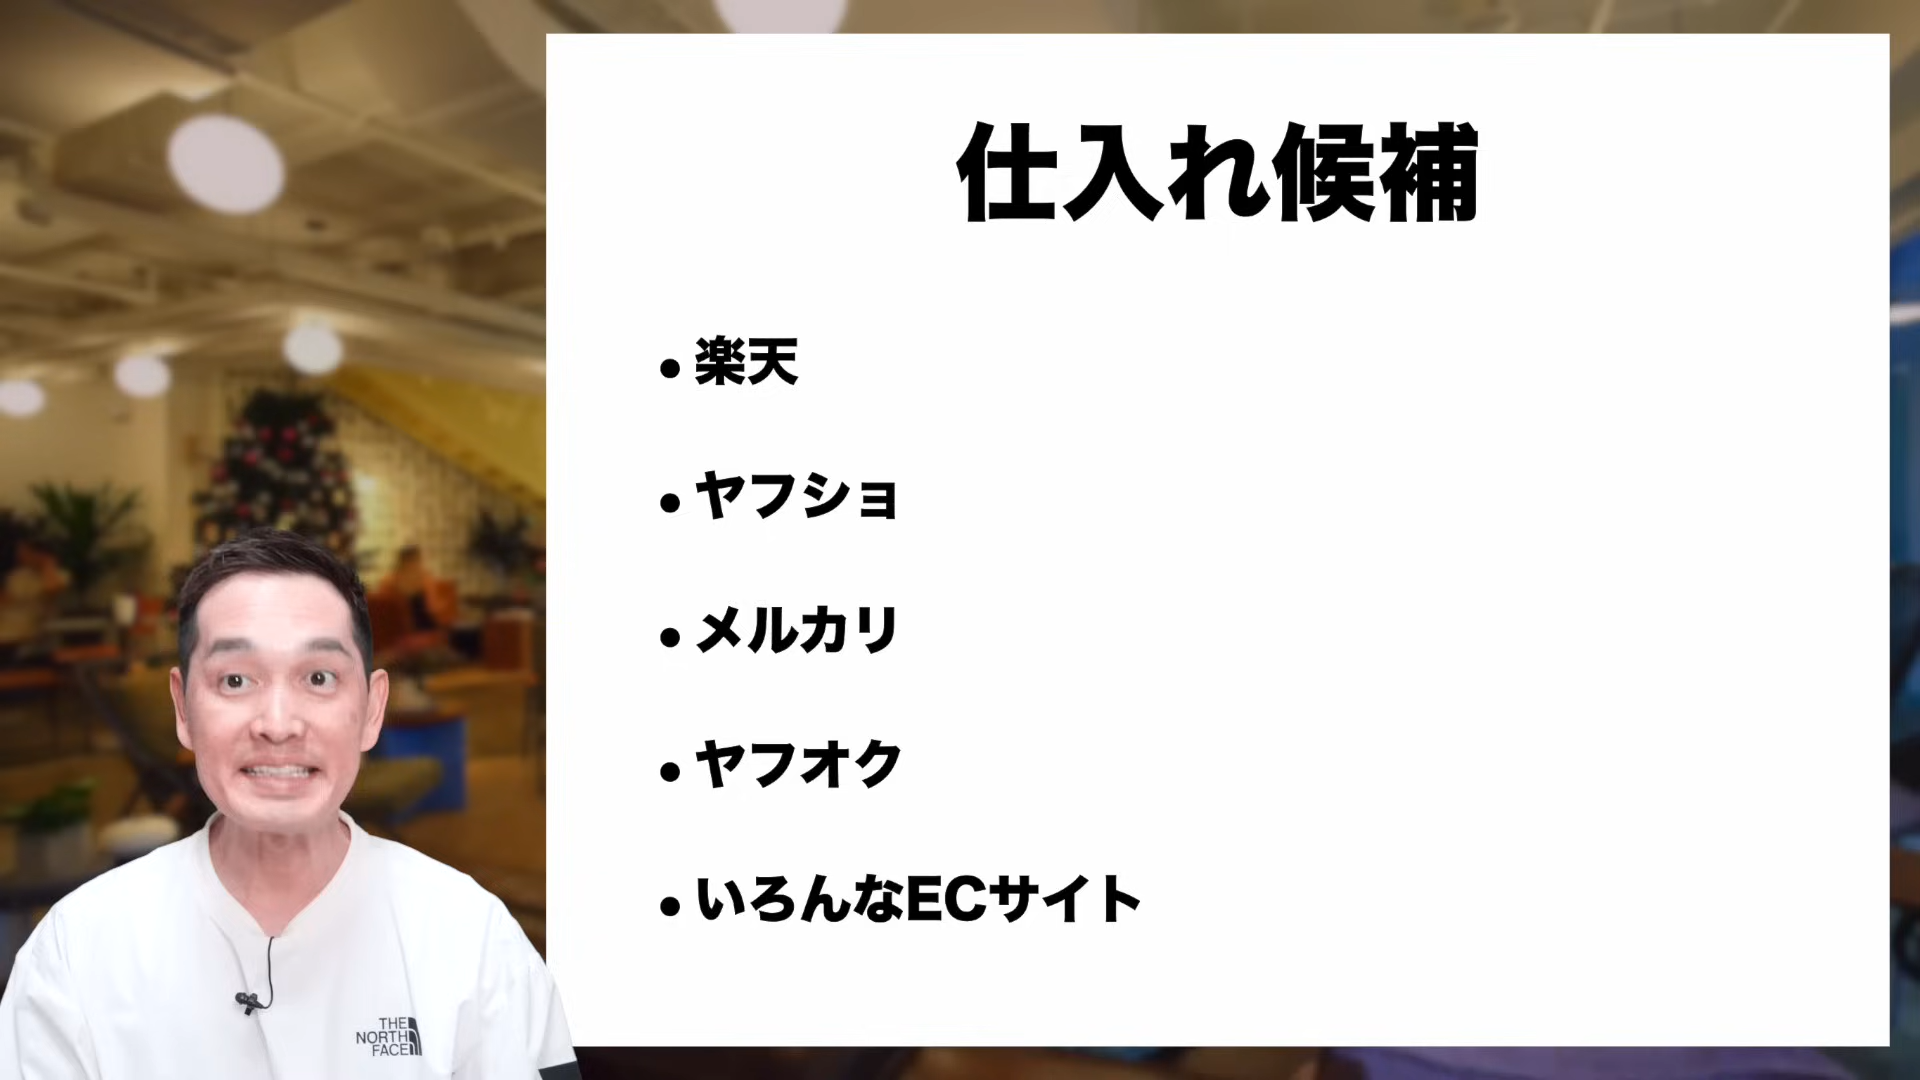 仕入れ候補
• 楽天
• ヤフショ
• メルカリ
• ヤフオク
• いろんなECサイト
THE
NORTH
FACE